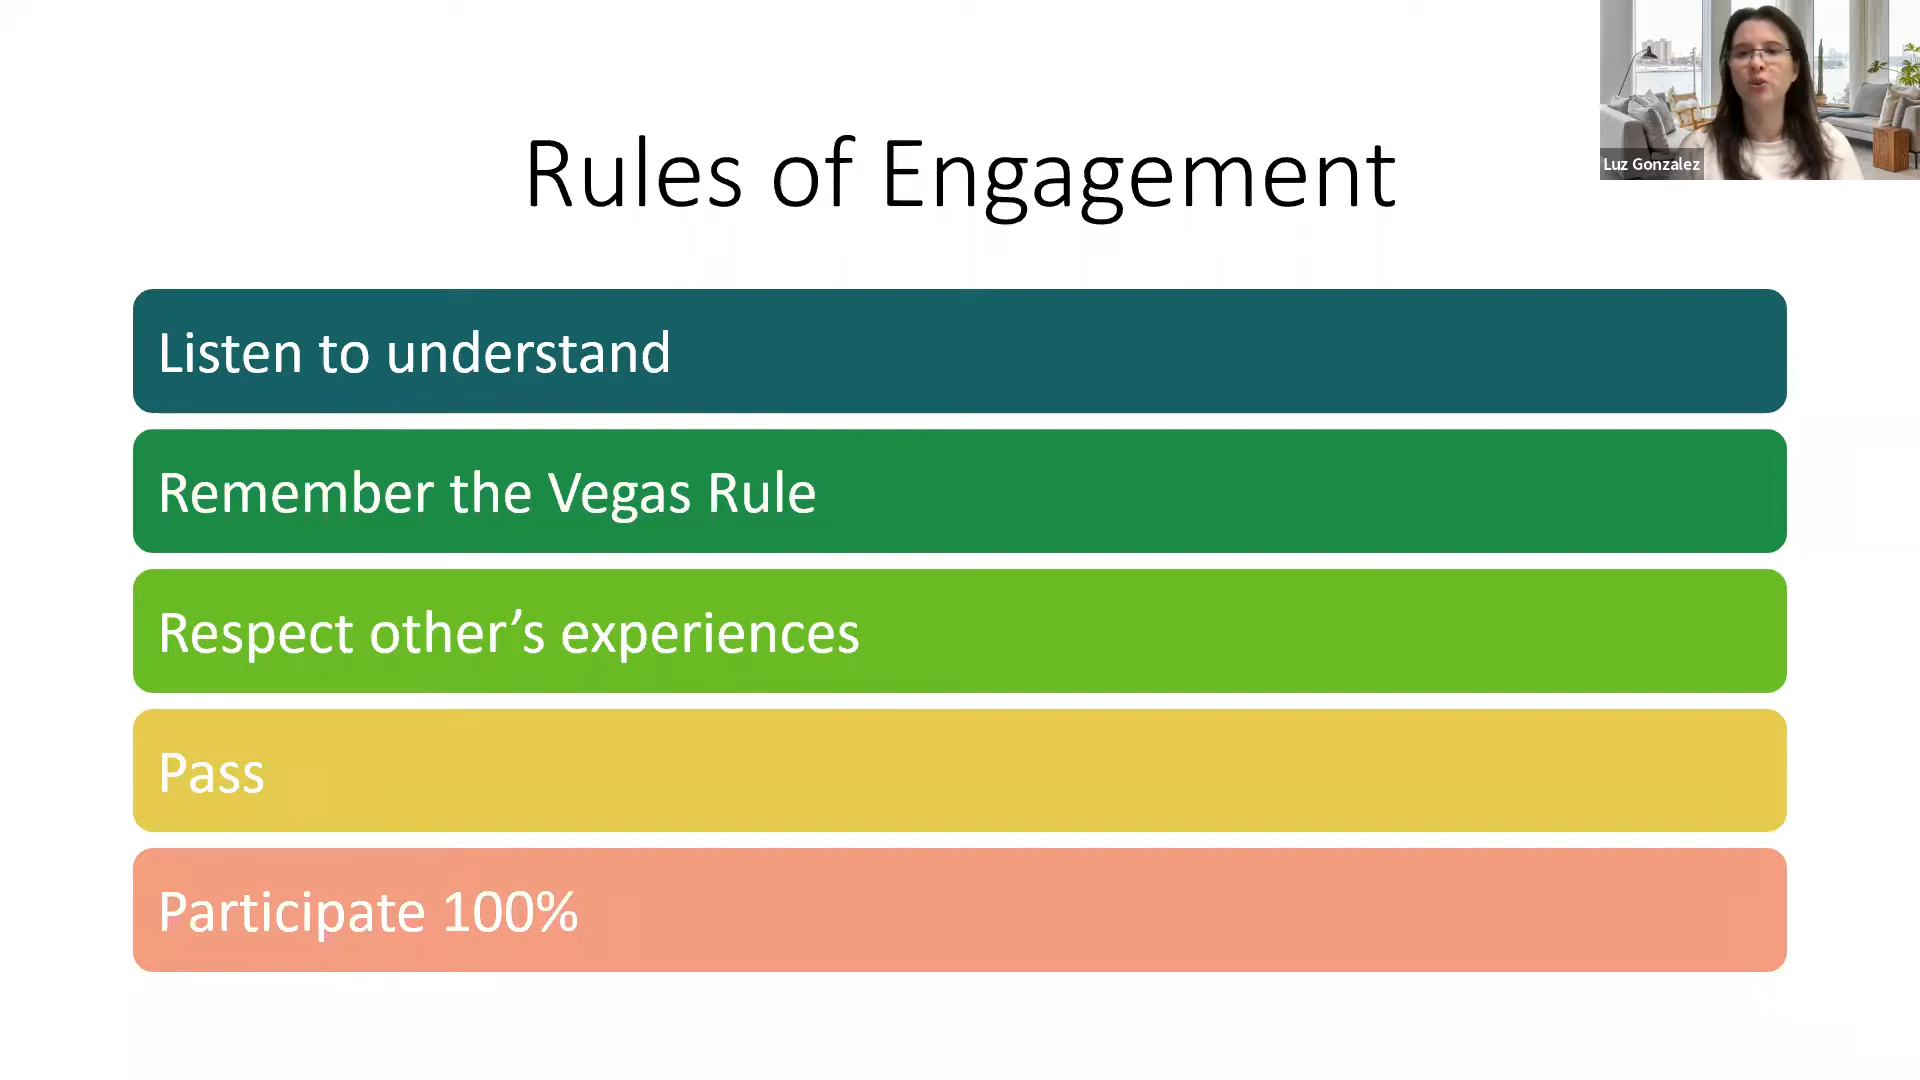 Rules of Engagement
Luz Gonzalez
Listen to understand
Remember the Vegas Rule
Respect other’s experiences
Pass
Participate 100%